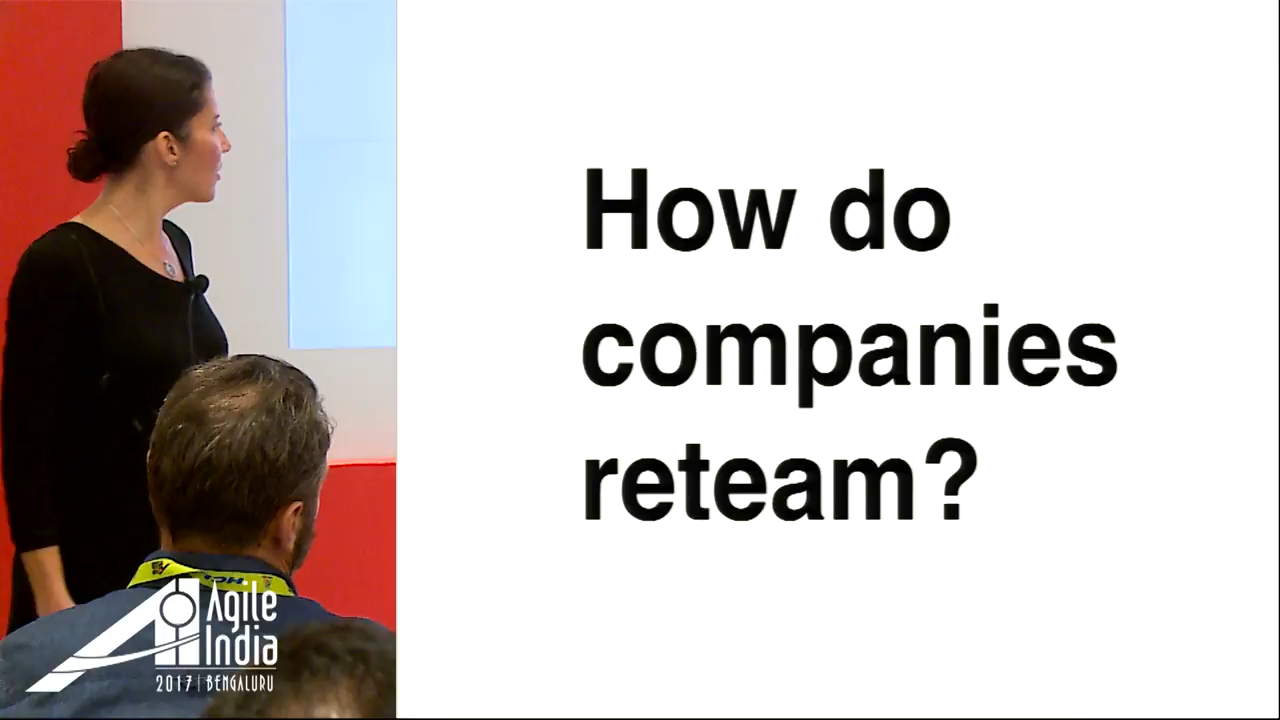 How do
companies
reteam?
Agile
India
2017 | BENGALURU